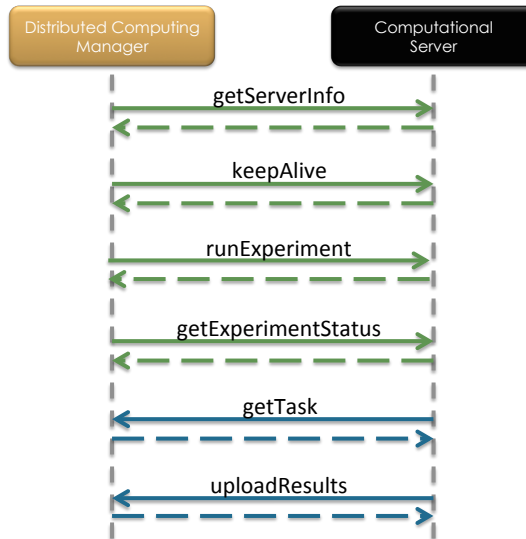 Distributed Computing
Manager
Computational
Server
getServerInfo
keepAlive
runExperiment
getExperimentStatus
getTask
uploadResults